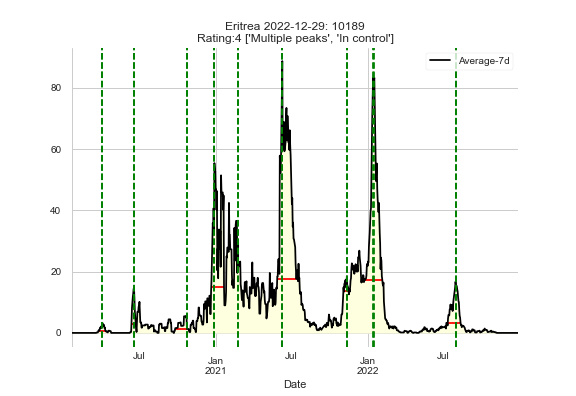 Eritrea 2022-12-29: 10189
Rating:4 ['Multiple peaks', 'In control']
Average-7d
80
60
40
20
0
Jul
Jan
2021
Jul
Jan
2022
Jul
Date